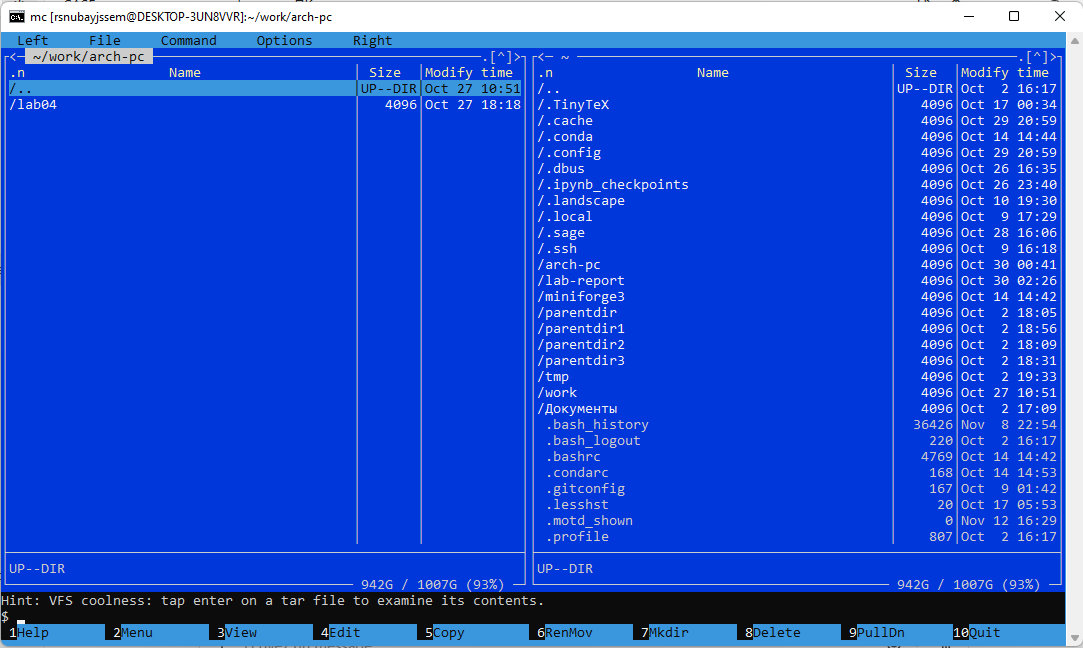 mc [rsnubayjssem@DESKTOP-3UN8VVR]:~/work/arch-pc
Left File Command Options Right
<─ ~/work/arch-pc .[^]>
.n Name Size Modify time
/.. UP--DIR Oct 27 10:51
/lab04 4096 Oct 27 18:18
UP--DIR
942G / 1007G (93%)
<─ ~ .[^]>
.n Name Size Modify time
/.. UP--DIR Oct 2 16:17
/.TinyTeX 4096 Oct 17 00:34
/.cache 4096 Oct 29 20:59
/.conda 4096 Oct 14 14:44
/.config 4096 Oct 29 20:59
/.dbus 4096 Oct 26 16:35
/.ipynb_checkpoints 4096 Oct 26 23:40
/.landscape 4096 Oct 10 19:30
/.local 4096 Oct 9 17:29
/.sage 4096 Oct 28 16:06
/.ssh 4096 Oct 9 16:18
/arch-pc 4096 Oct 30 00:41
/lab-report 4096 Oct 30 02:26
/miniforge3 4096 Oct 14 14:42
/parentdir 4096 Oct 2 18:05
/parentdir1 4096 Oct 2 18:56
/parentdir2 4096 Oct 2 18:09
/parentdir3 4096 Oct 2 18:31
/tmp 4096 Oct 2 19:33
/work 4096 Oct 27 10:51
/Документы 4096 Oct 2 17:09
.bash_history 36426 Nov 8 22:54
.bash_logout 220 Oct 2 16:17
.bashrc 4769 Oct 14 14:42
.condarc 168 Oct 14 14:53
.gitconfig 167 Oct 9 01:42
.lesshst 20 Oct 17 05:53
.motd_shown 0 Nov 12 16:29
.profile 807 Oct 2 16:17
UP--DIR
942G / 1007G (93%)
Hint: VFS coolness: tap enter on a tar file to examine its contents.
$
1Help 2Menu 3View 4Edit 5Copy 6RenMov 7Mkdir 8Delete 9PullDn 10Quit